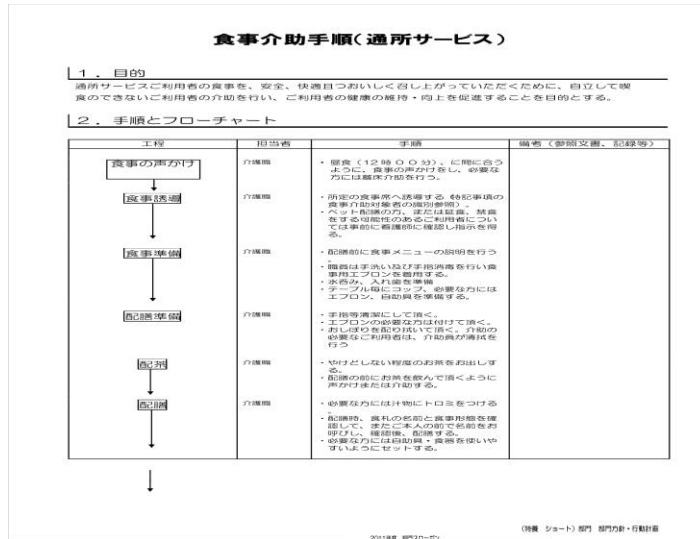 食事介助手順(通所サービス)
1. 目的
通所サービスご利用者の食事を、安全、快適且つおいしく召し上がっていただくために、自立して喫
食のできないご利用者の介助を行い、ご利用者の健康の維持・向上を促進することを目的とする。
2. 手順とフローチャート
工程 担当者 手順 備考(参照文書、記録等)
食事の声かけ 介護職 ・昼食(12時00分)、に間に合う
ように、食事の声かけをし、必要な
方には離床介助を行う。
食事誘導 介護職 ・所定の食事席へ誘導する(特記事項の
食事介助対象者の識別参照)。
・ベット配膳の方、または延食、禁食
をする可能性のあるご利用者につい
ては事前に看護師に確認し指示を得
る。
食事準備 介護職 ・配膳前に食事メニューの説明を行う
。
・職員は手洗い及び手指消毒を行い食
事用エプロンを着用する。
・水呑み、入れ歯を準備
・テーブル毎にコップ、必要な方には
エプロン、自助具を準備する。
配膳準備 介護職 ・手指等清潔にして頂く。
・エプロンの必要な方は付けて頂く。
・おしぼりを配り拭いて頂く。介助の
必要なご利用者は、介助員が清拭を
行う
配茶 介護職 ・やけどしない程度のお茶をお出しす
る。
・配膳の前にお茶を飲んで頂くように
声かけまたは介助する。
配膳 介護職 ・必要な方には汁物にトロミをつける
。
・配膳時、食札の名前と食事形態を確
認して、またご本人の前で名前をお
呼びし、確認後、配膳する。
・必要な方には自助具・食器を使いや
すいようにセットする。
(特養 ショート)部門 部門方針・行動計画
2011年度 部門スローガン